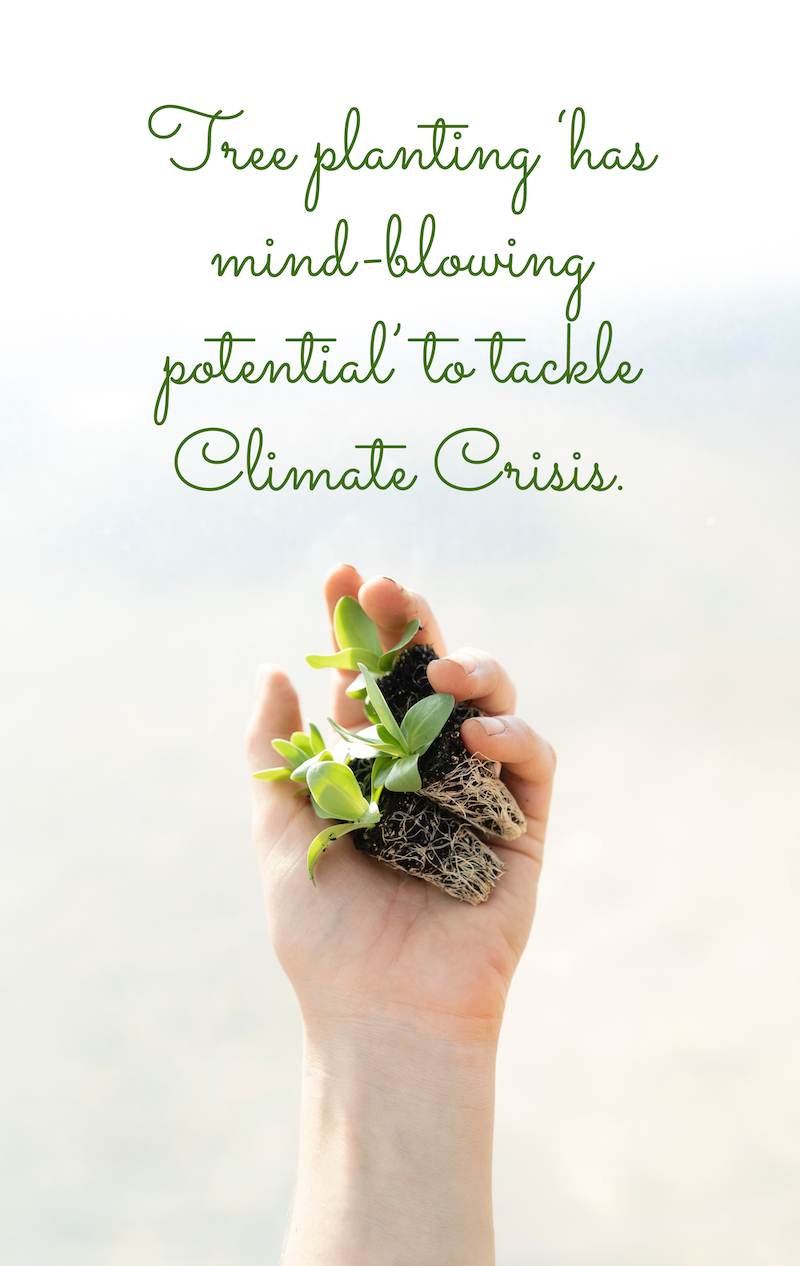 Tree planting ‘has
mind-blowing
potential’ to tackle
Climate Crisis.